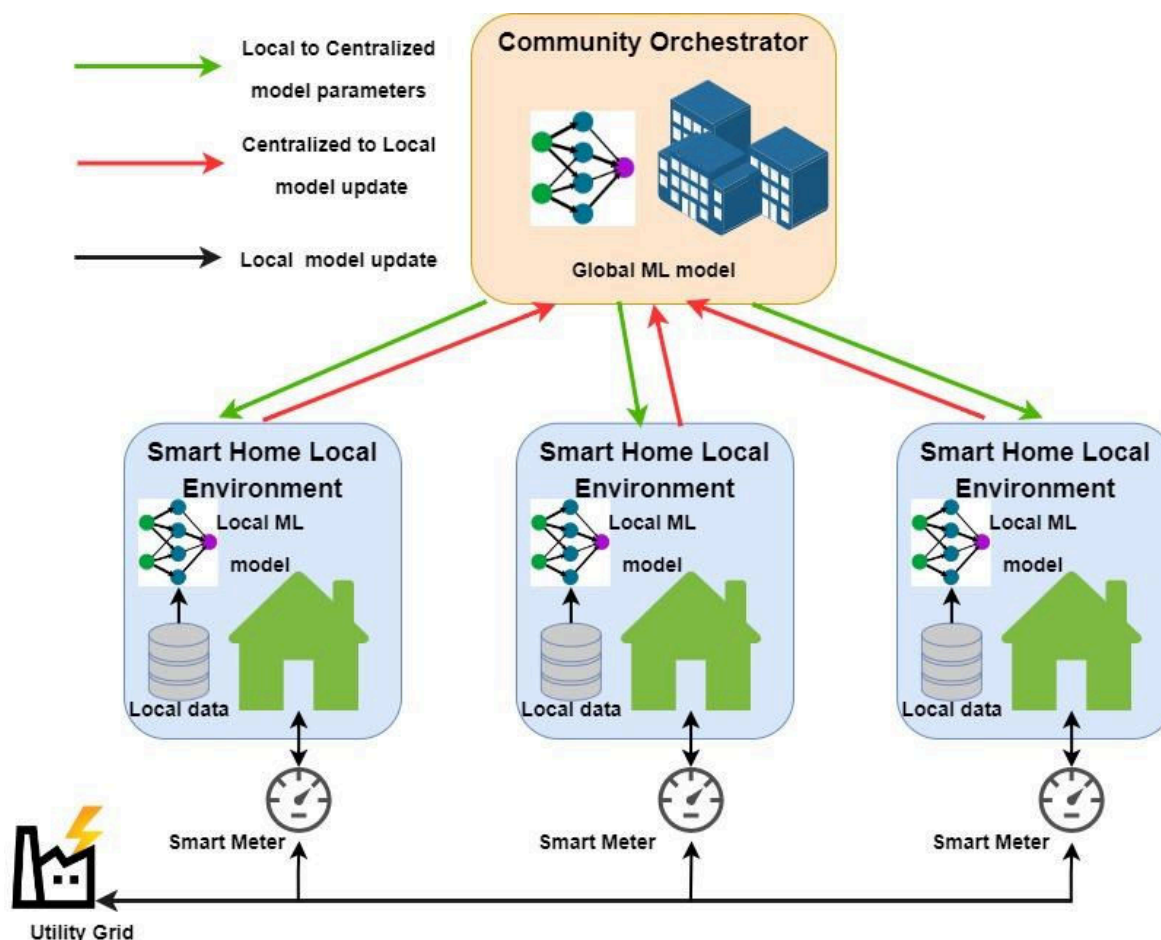 Local to Centralized
model parameters
Centralized to Local
model update
Local model update
Community Orchestrator
Global ML model
Smart Home Local
Environment
Local ML
model
Local data
Smart Meter
Smart Home Local
Environment
Local ML
model
Local data
Smart Meter
Smart Home Local
Environment
Local ML
model
Local data
Smart Meter
Utility Grid